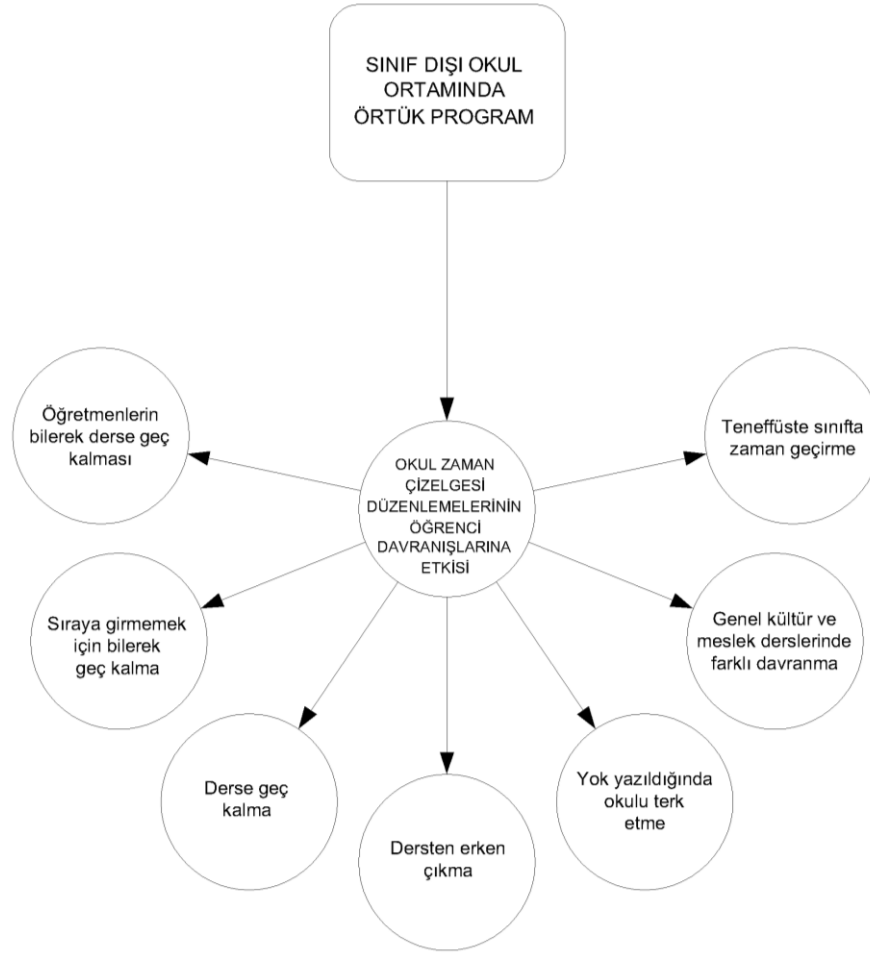 SINIF DIŞI OKUL
ORTAMINDA
ÖRTÜK PROGRAM
Öğretmenlerin
bilerek derse geç
kalması
OKUL ZAMAN
ÇİZELGESİ
DÜZENLEMELERİNİN
ÖĞRENCİ
DAVRANIŞLARINA
ETKİSİ
Teneffüste sınıfta
zaman geçirme
Sıraya girmemek
için bilerek
geç kalma
Genel kültür ve
meslek derslerinde
farklı davranma
Derse geç
kalma
Dersten erken
çıkma
Yok yazıldığında
okulu terk
etme